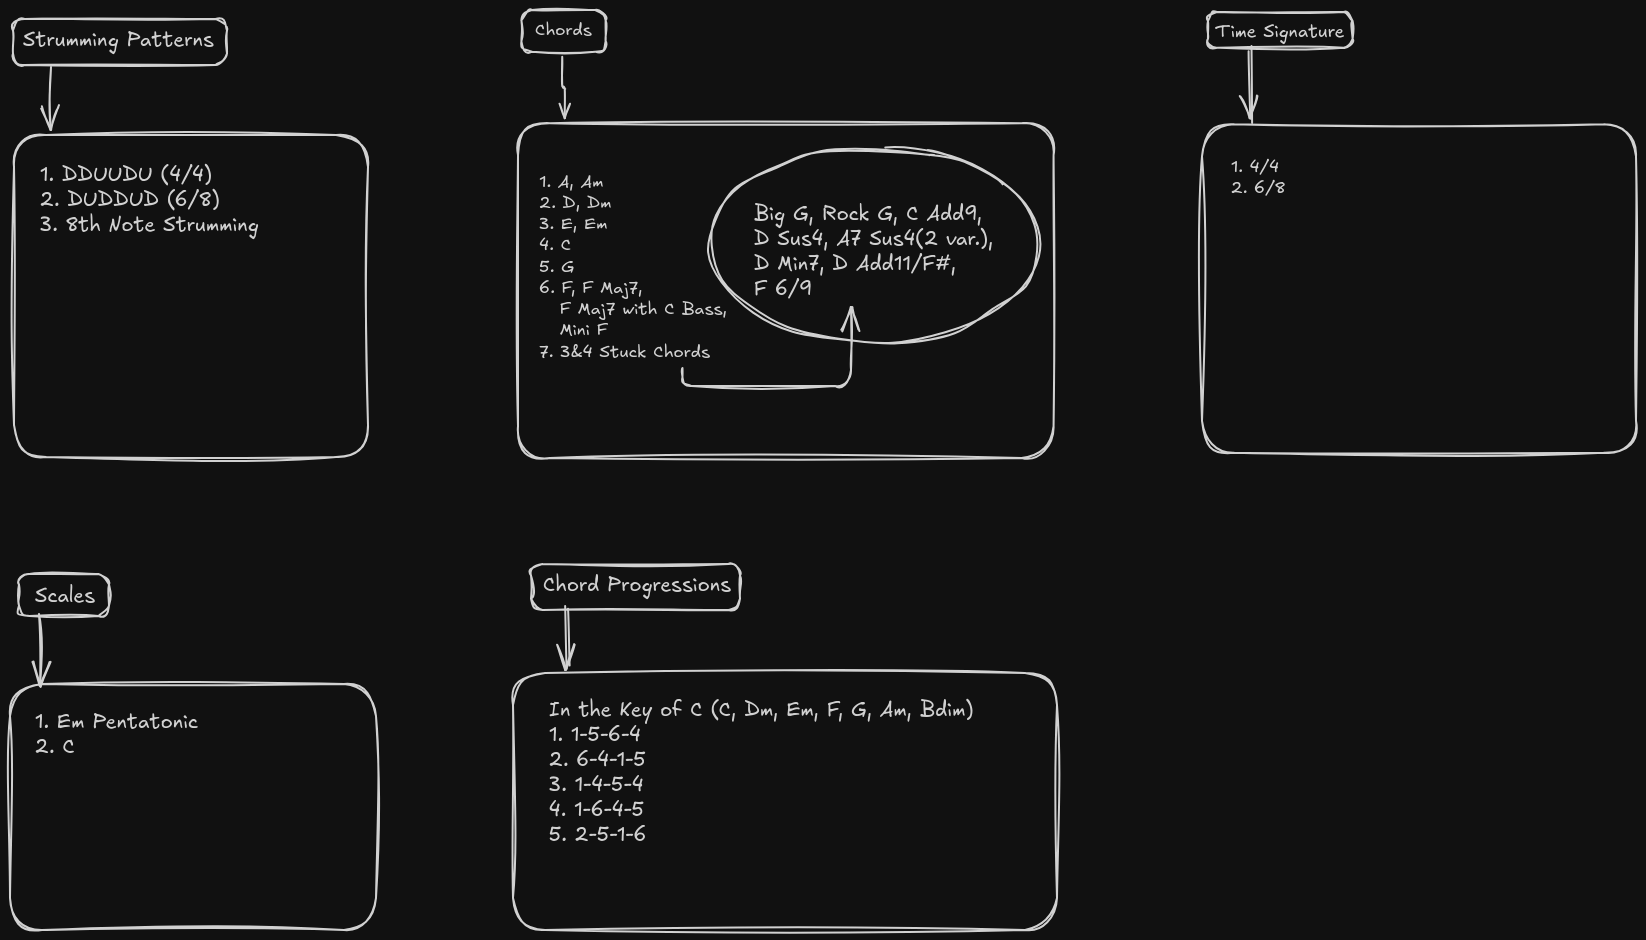 Strumming Patterns
1. DDUUDU (4/4)
2. DUDDUD (6/8)
3. 8th Note Strumming
Chords
1. A, Am
2. D, Dm
3. E, Em
4. C
5. G
6. F, F Maj7,
F Maj7 with C Bass,
Mini F
7. 3&4 Stuck Chords
Big G, Rock G, C Add9,
D Sus4, A7 Sus4(2 var.),
D Min7, D Add11/F#,
F 6/9
Time Signature
1. 4/4
2. 6/8
Scales
1. Em Pentatonic
2. C
Chord Progressions
In the Key of C (C, Dm, Em, F, G, Am, Bdim)
1. 1-5-6-4
2. 6-4-1-5
3. 1-4-5-4
4. 1-6-4-5
5. 2-5-1-6